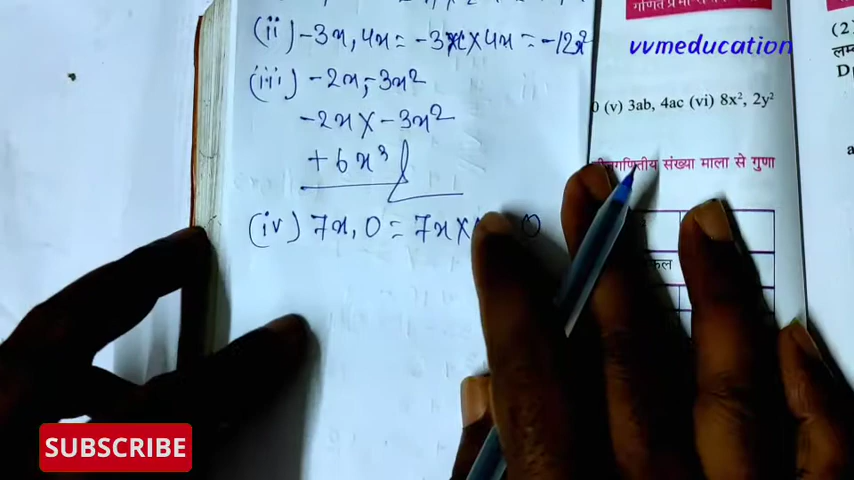 (ii) -3x, 4x = -3x × 4x = -12x²
(iii) -2x, -3x²
-2x × -3x²
+6x³
(iv) 7x, 0 = 7x × 0
vvmeducation
(v) 3ab, 4ac (vi) 8x², 2y²
संख्या माला से गुणा
(2)
SUBSCRIBE